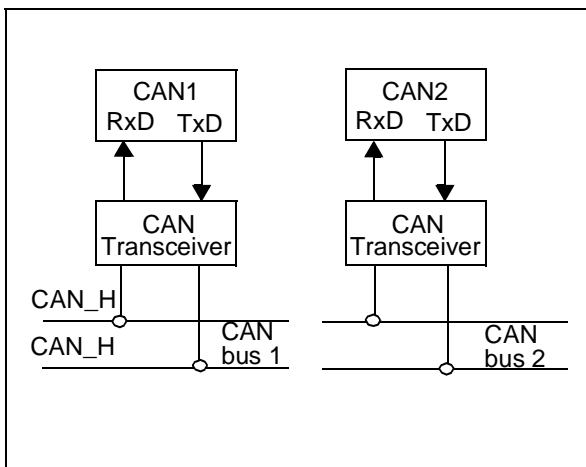 CAN1
RxD TxD
CAN
Transceiver
CAN_H
CAN_H
CAN
bus 1
CAN2
RxD TxD
CAN
Transceiver
CAN
bus 2